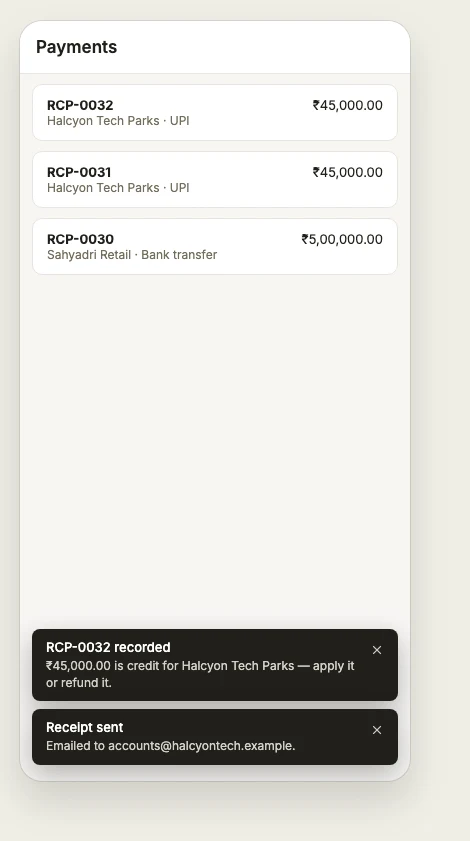 Payments
RCP-0032 ₹45,000.00
Halcyon Tech Parks · UPI
RCP-0031 ₹45,000.00
Halcyon Tech Parks · UPI
RCP-0030 ₹5,00,000.00
Sahyadri Retail · Bank transfer
RCP-0032 recorded
₹45,000.00 is credit for Halcyon Tech Parks — apply it
or refund it.
Receipt sent
Emailed to accounts@halcyontech.example.